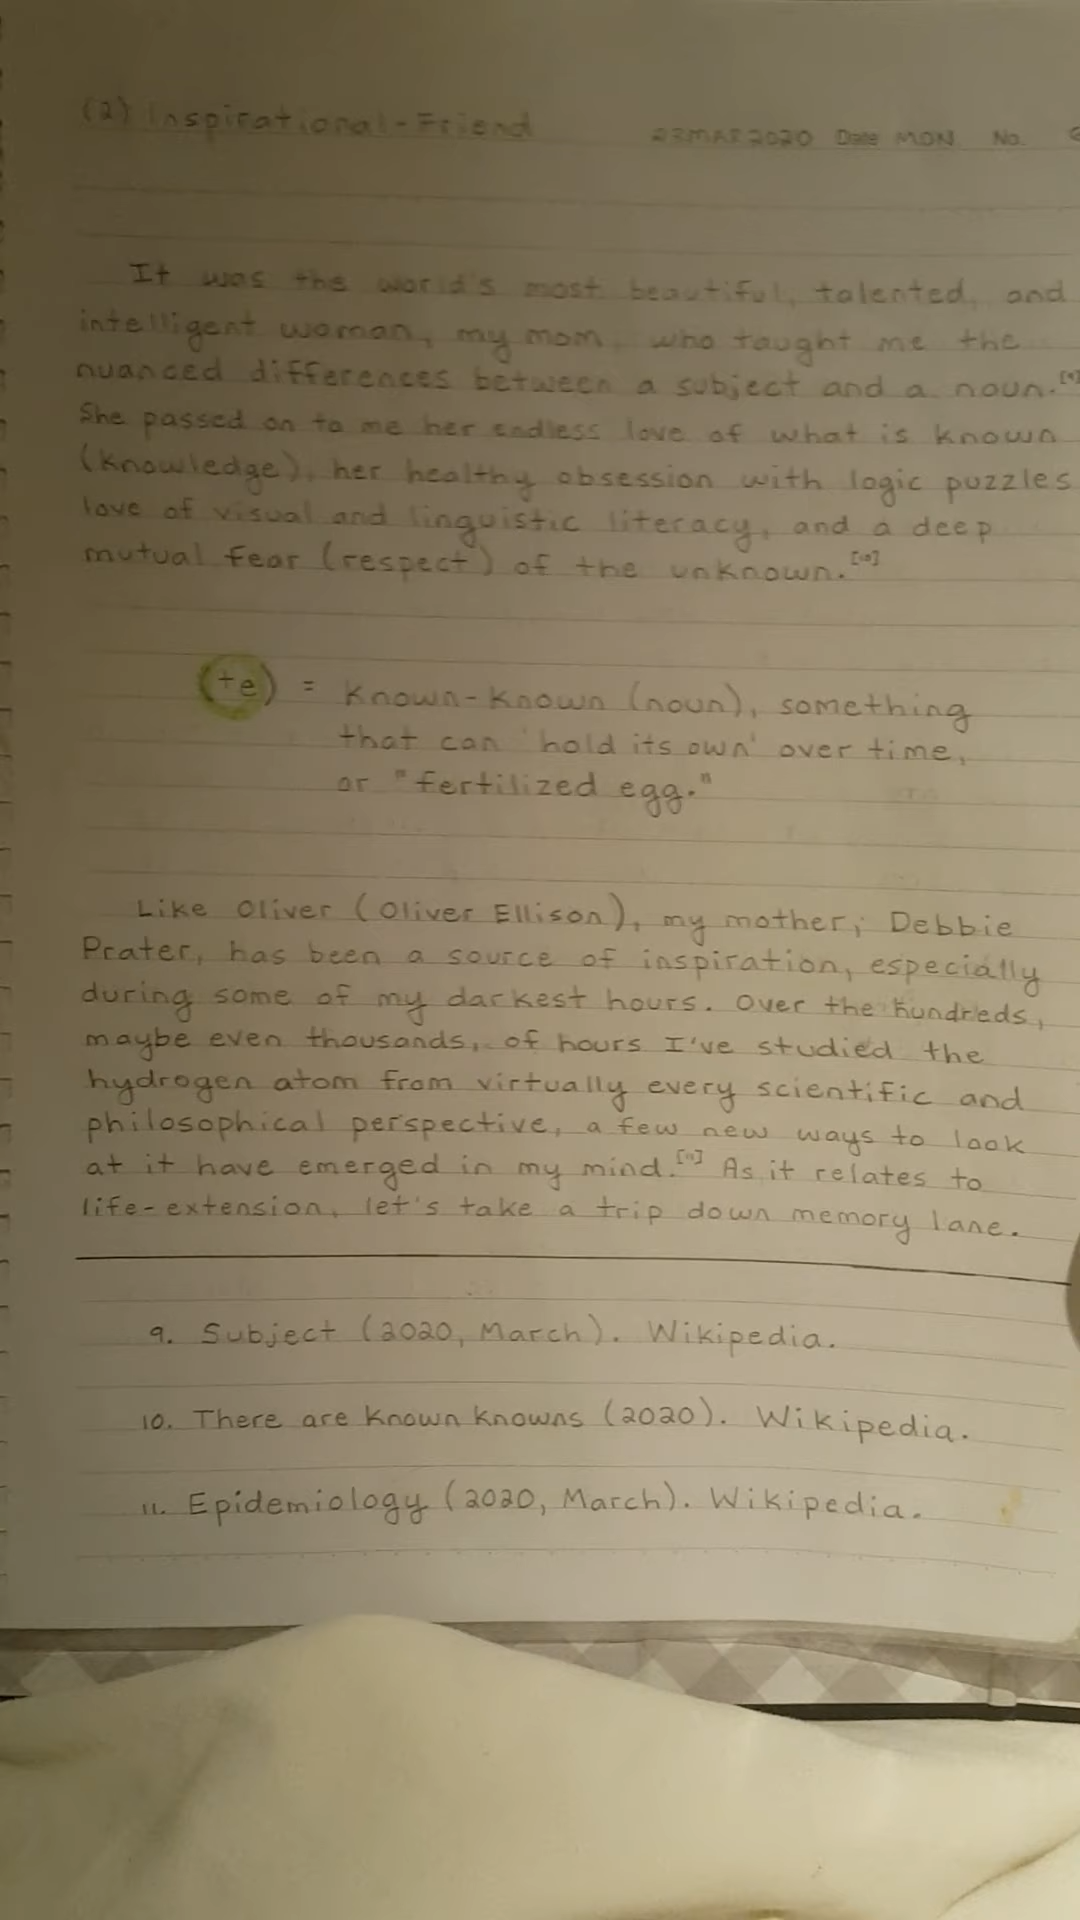 (2) Inspirational-Friend
23MAR2020 Date MON No.
It was the world's most beautiful, talented, and
intelligent woman, my mom, who taught me the
nuanced differences between a subject and a noun.[9]
She passed on to me her endless love of what is known
(knowledge), her healthy obsession with logic puzzles
love of visual and linguistic literacy, and a deep
mutual fear (respect) of the unknown.[10]
(+e) = Known-Known (noun), something
that can 'hold its own' over time,
or "fertilized egg."
Like Oliver (Oliver Ellison), my mother, Debbie
Prater, has been a source of inspiration, especially
during some of my darkest hours. Over the hundreds,
maybe even thousands, of hours I've studied the
hydrogen atom from virtually every scientific and
philosophical perspective, a few new ways to look
at it have emerged in my mind.[11] As it relates to
life-extension, let's take a trip down memory lane.
9. Subject (2020, March). Wikipedia.
10. There are Known Knowns (2020). Wikipedia.
11. Epidemiology (2020, March). Wikipedia.